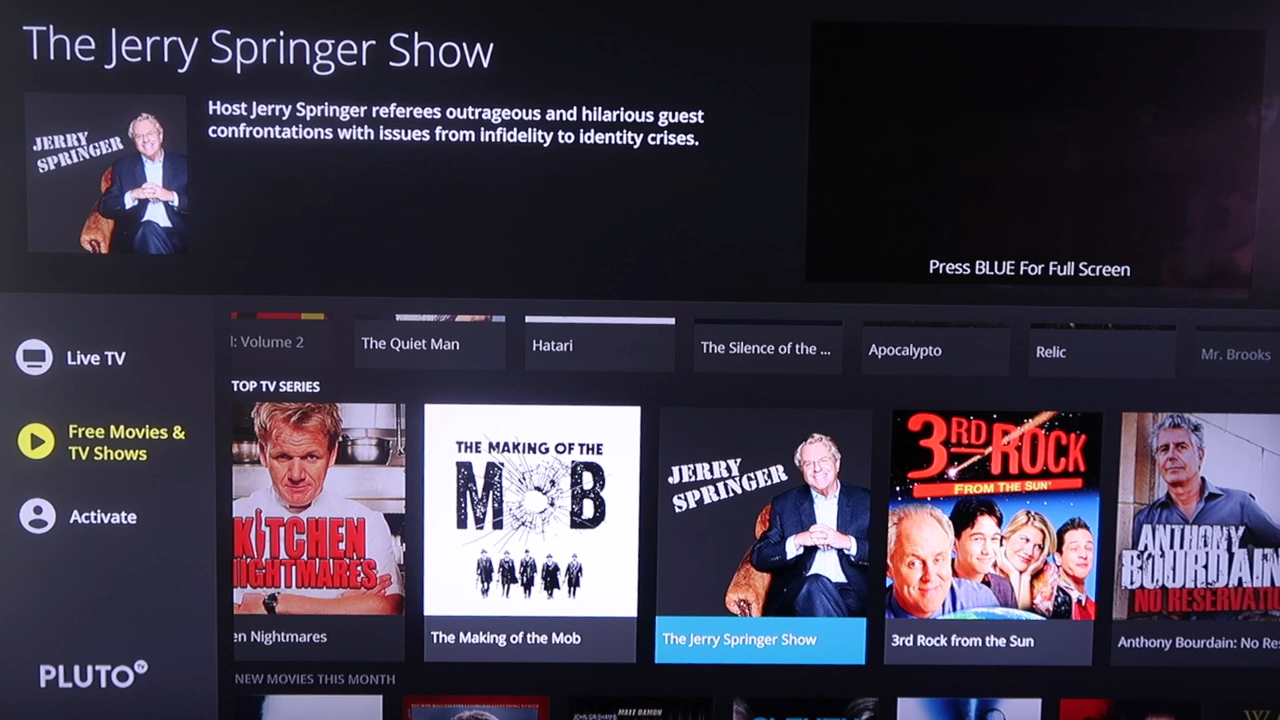 The Jerry Springer Show
JERRY
SPRINGER
Host Jerry Springer referees outrageous and hilarious guest
confrontations with issues from infidelity to identity crises.
Press BLUE For Full Screen
Live TV
Free Movies &
TV Shows
Activate
PLUTO TV
l: Volume 2
The Quiet Man
Hatari
The Silence of the ...
Apocalypto
Relic
Mr. Brooks
TOP TV SERIES
KITCHEN
NIGHTMARES
en Nightmares
THE MAKING OF THE
MOB
The Making of the Mob
JERRY
SPRINGER
The Jerry Springer Show
3RD ROCK
FROM THE SUN
3rd Rock from the Sun
ANTHONY
BOURDAIN
NO RESERVATI
Anthony Bourdain: No Res
NEW MOVIES THIS MONTH
MATT DAMON